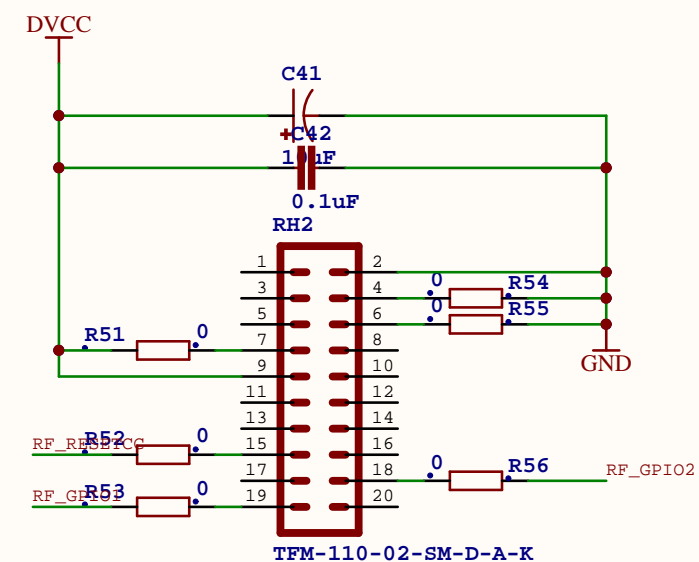 DVCC
C41
+C42
10uF
0.1uF
RH2
1 2
3 4 0 R54
5 6 0 R55
R51 0 7 8
GND
9 10
11 12
13 14
RF_RESETCC R52 0 15 16
17 18 0 R56 RF_GPIO2
RF_GPIO1 R53 0 19 20
TFM-110-02-SM-D-A-K